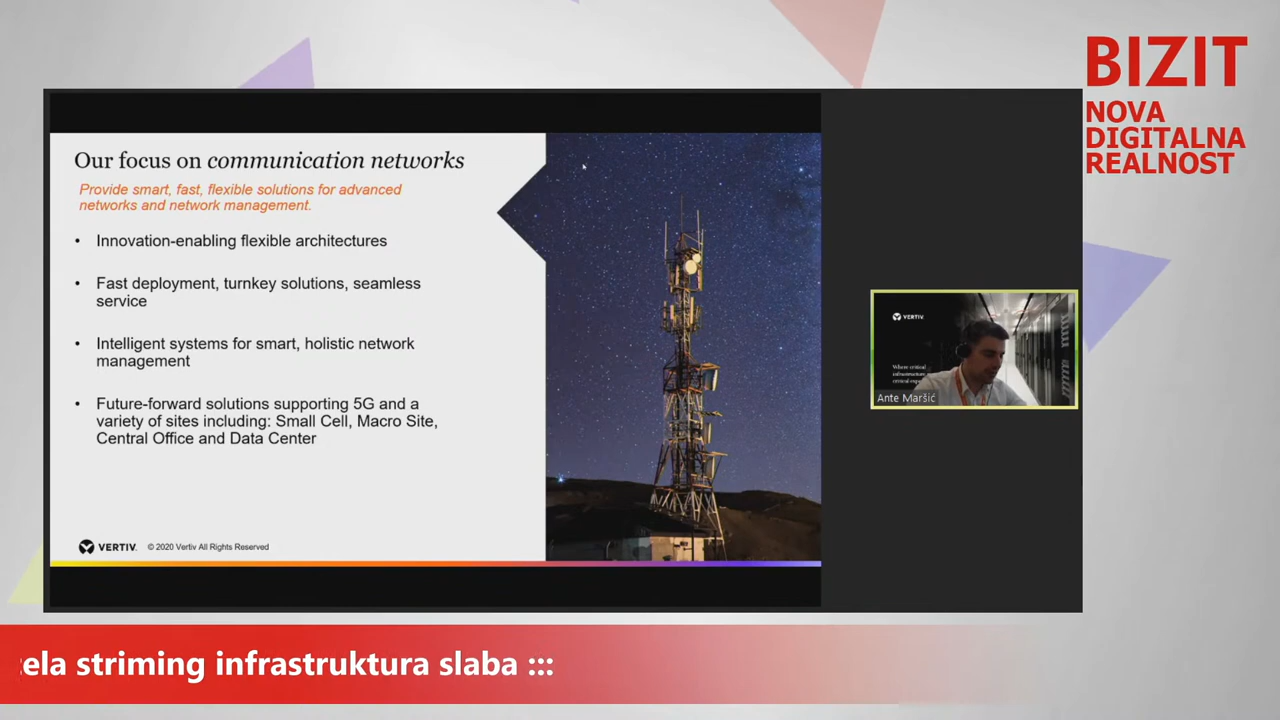 BIZIT
NOVA
DIGITALNA
REALNOST
Our focus on communication networks
Provide smart, fast, flexible solutions for advanced
networks and network management.
• Innovation-enabling flexible architectures
• Fast deployment, turnkey solutions, seamless
service
• Intelligent systems for smart, holistic network
management
• Future-forward solutions supporting 5G and a
variety of sites including: Small Cell, Macro Site,
Central Office and Data Center
VERTIV. © 2020 Vertiv All Rights Reserved
VERTIV
Where critical
Ante Maršić
ela striming infrastruktura slaba :::